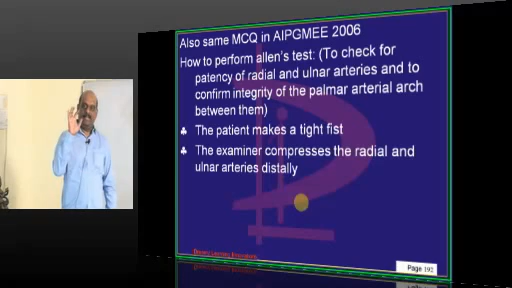 Also same MCQ in AIPGMEE 2006
How to perform allen's test: (To check for
patency of radial and ulnar arteries and to
confirm integrity of the palmar arterial arch
between them)
♣ The patient makes a tight fist
♣ The examiner compresses the radial and
ulnar arteries distally
Page 192